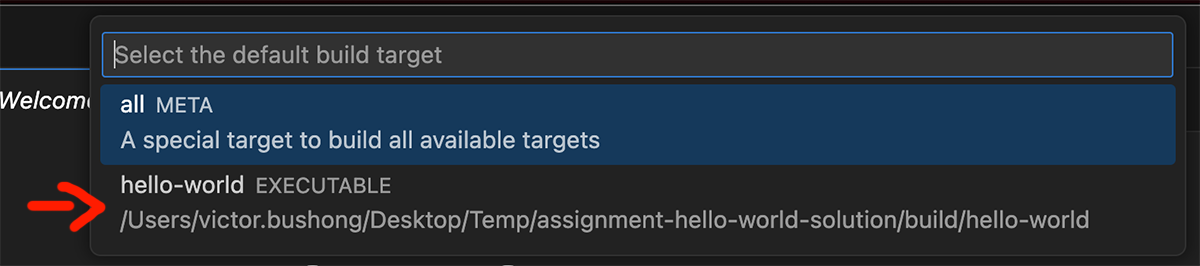 Select the default build target
Welcome
all META
A special target to build all available targets
hello-world EXECUTABLE
/Users/victor.bushong/Desktop/Temp/assignment-hello-world-solution/build/hello-world